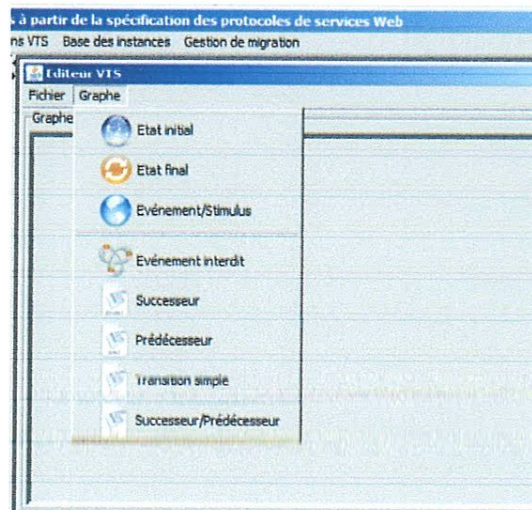 s à partir de la spécification des protocoles de services Web
ns VTS Base des instances Gestion de migration
Editeur VTS
Fichier Graphe
Graphe
Etat initial
Etat final
Evénement/Stimulus
Evénement interdit
Successeur
Prédécesseur
Transition simple
Successeur/Prédécesseur